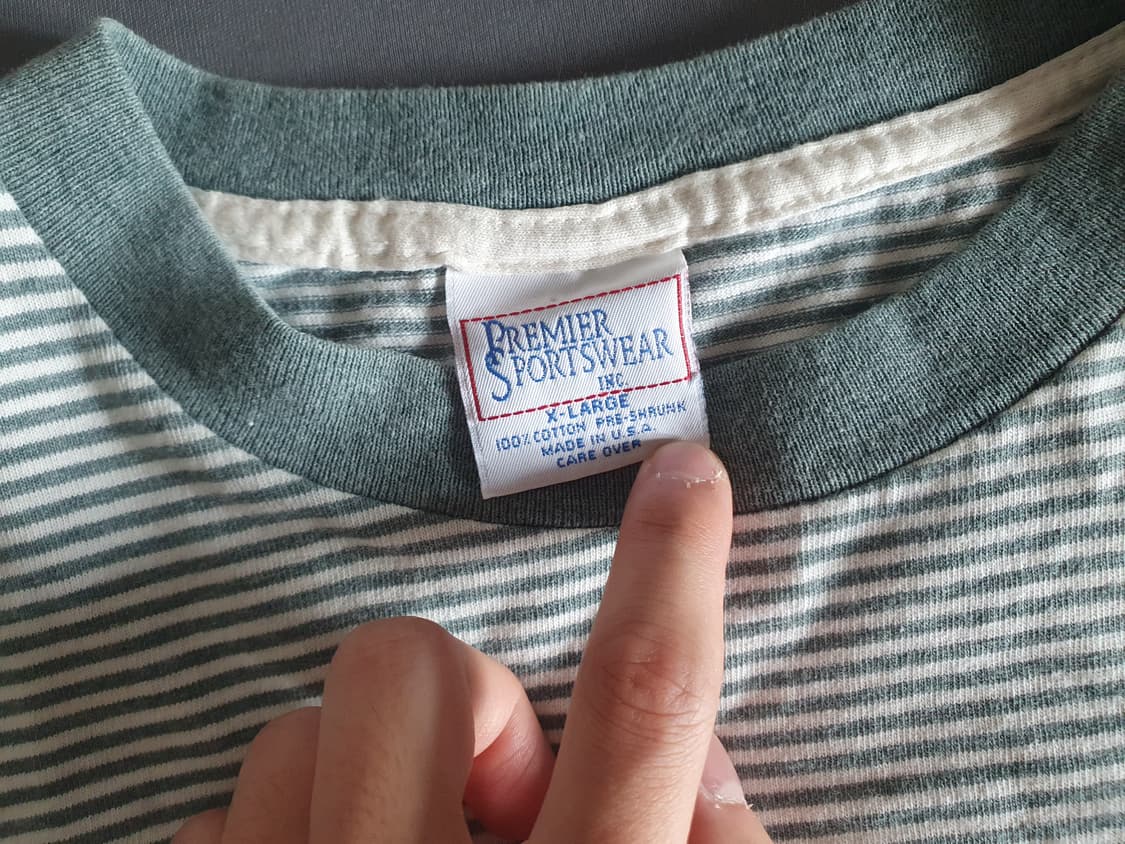 PREMIER
SPORTSWEAR
INC.
X-LARGE
100% COTTON PRE-SHRUNK
MADE IN U.S.A.
CARE OVER